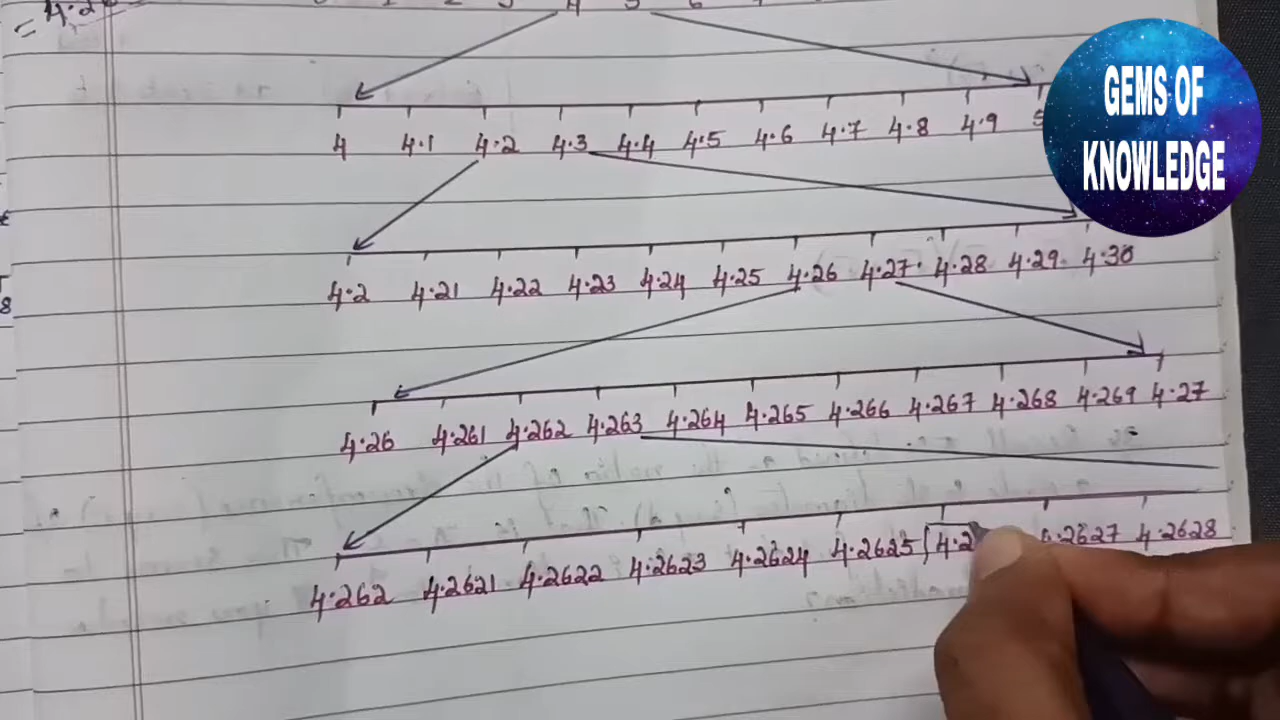 4 5 6
GEMS OF
KNOWLEDGE
4 4.1 4.2 4.3 4.4 4.5 4.6 4.7 4.8 4.9 5
4.2 4.21 4.22 4.23 4.24 4.25 4.26 4.27 4.28 4.29 4.30
4.26 4.261 4.262 4.263 4.264 4.265 4.266 4.267 4.268 4.269 4.27
4.262 4.2621 4.2622 4.2623 4.2624 4.2625 4.2627 4.2628